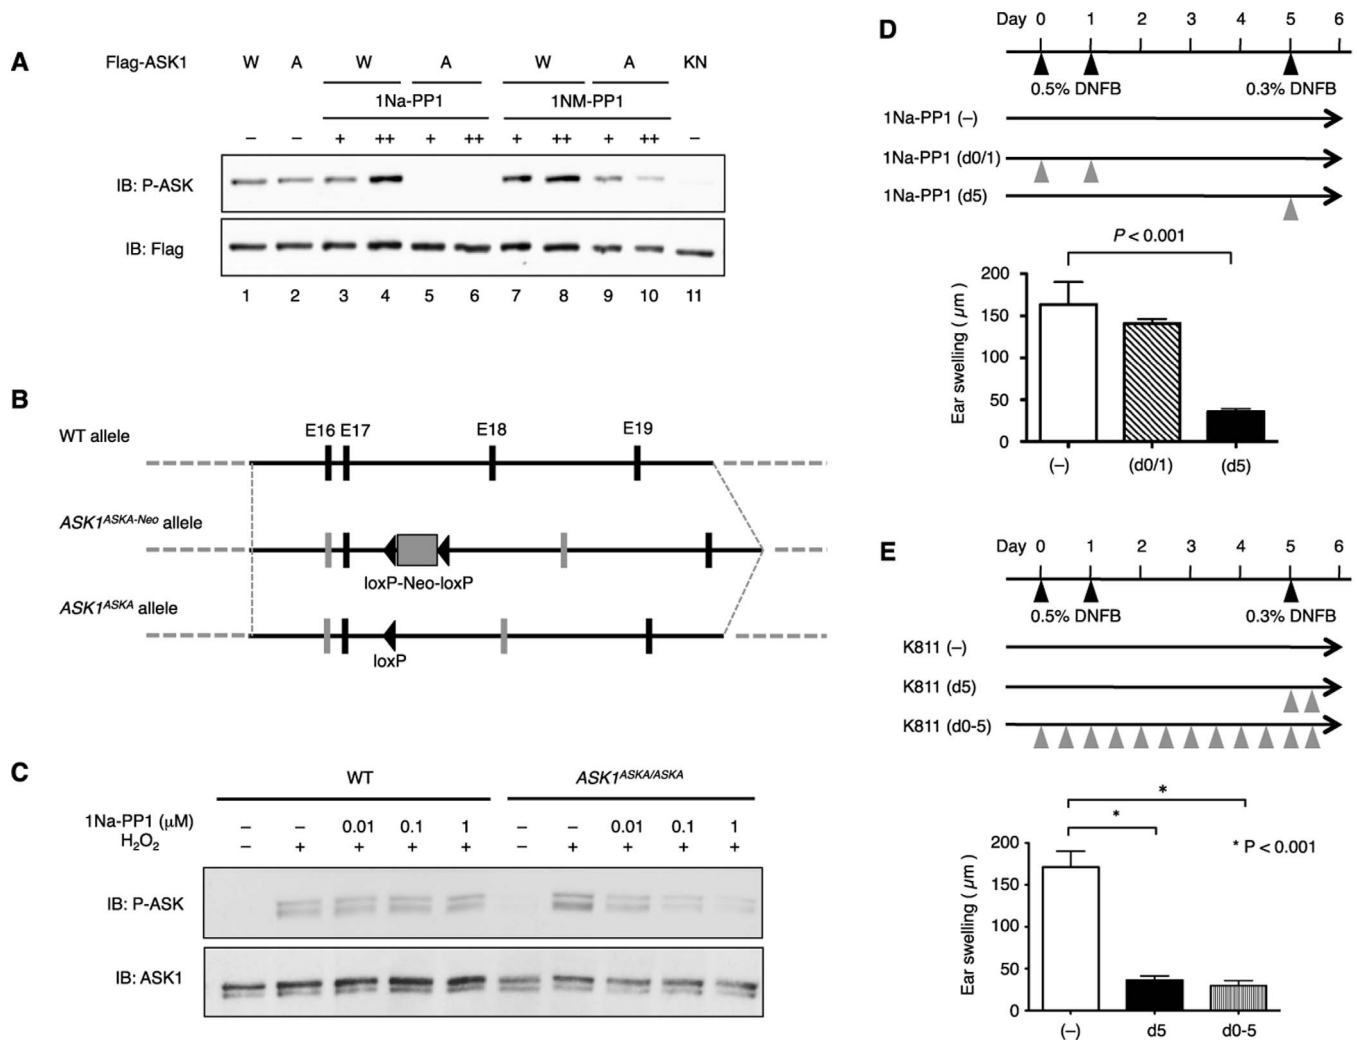 A
Flag-ASK1 W A W A W A KN
1Na-PP1 1NM-PP1
– – + ++ + ++ + ++ + ++ –
IB: P-ASK
IB: Flag
1 2 3 4 5 6 7 8 9 10 11
B
WT allele
E16 E17 E18 E19
ASK1ASKA-Neo allele
loxP-Neo-loxP
ASK1ASKA allele
loxP
C
WT ASK1ASKA/ASKA
1Na-PP1 (μM) – – 0.01 0.1 1 – – 0.01 0.1 1
H2O2 – + + + + – + + + +
IB: P-ASK
IB: ASK1
D
Day 0 1 2 3 4 5 6
0.5% DNFB 0.3% DNFB
1Na-PP1 (–)
1Na-PP1 (d0/1)
1Na-PP1 (d5)
P < 0.001
Ear swelling ( μm )
200
150
100
50
0
(–) (d0/1) (d5)
E
Day 0 1 2 3 4 5 6
0.5% DNFB 0.3% DNFB
K811 (–)
K811 (d5)
K811 (d0-5)
*
*
* P < 0.001
Ear swelling ( μm )
200
150
100
50
0
(–) d5 d0-5